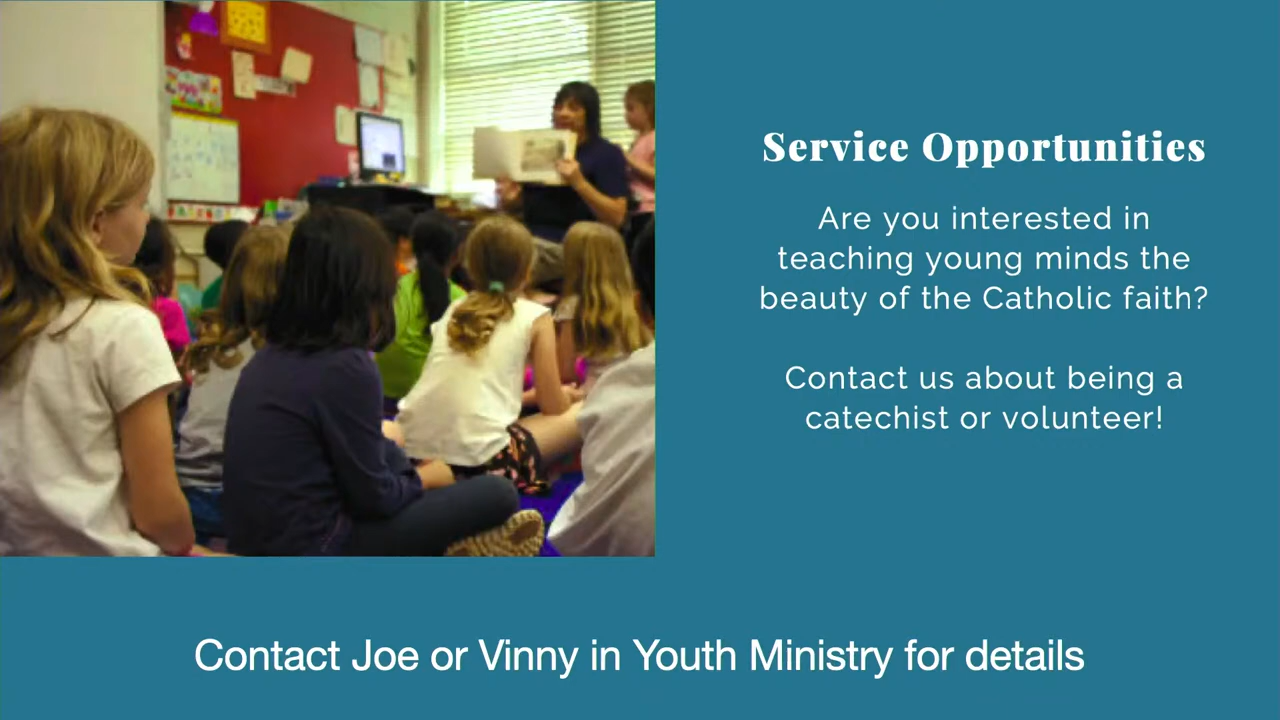 Service Opportunities
Are you interested in
teaching young minds the
beauty of the Catholic faith?
Contact us about being a
catechist or volunteer!
Contact Joe or Vinny in Youth Ministry for details